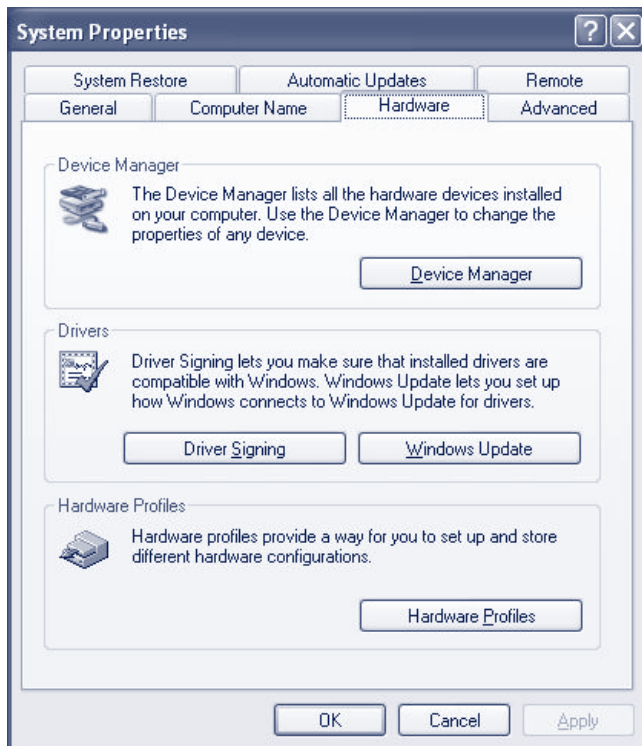 System Properties
System Restore Automatic Updates Remote
General Computer Name Hardware Advanced
Device Manager
The Device Manager lists all the hardware devices installed
on your computer. Use the Device Manager to change the
properties of any device.
Device Manager
Drivers
Driver Signing lets you make sure that installed drivers are
compatible with Windows. Windows Update lets you set up
how Windows connects to Windows Update for drivers.
Driver Signing Windows Update
Hardware Profiles
Hardware profiles provide a way for you to set up and store
different hardware configurations.
Hardware Profiles
OK Cancel Apply